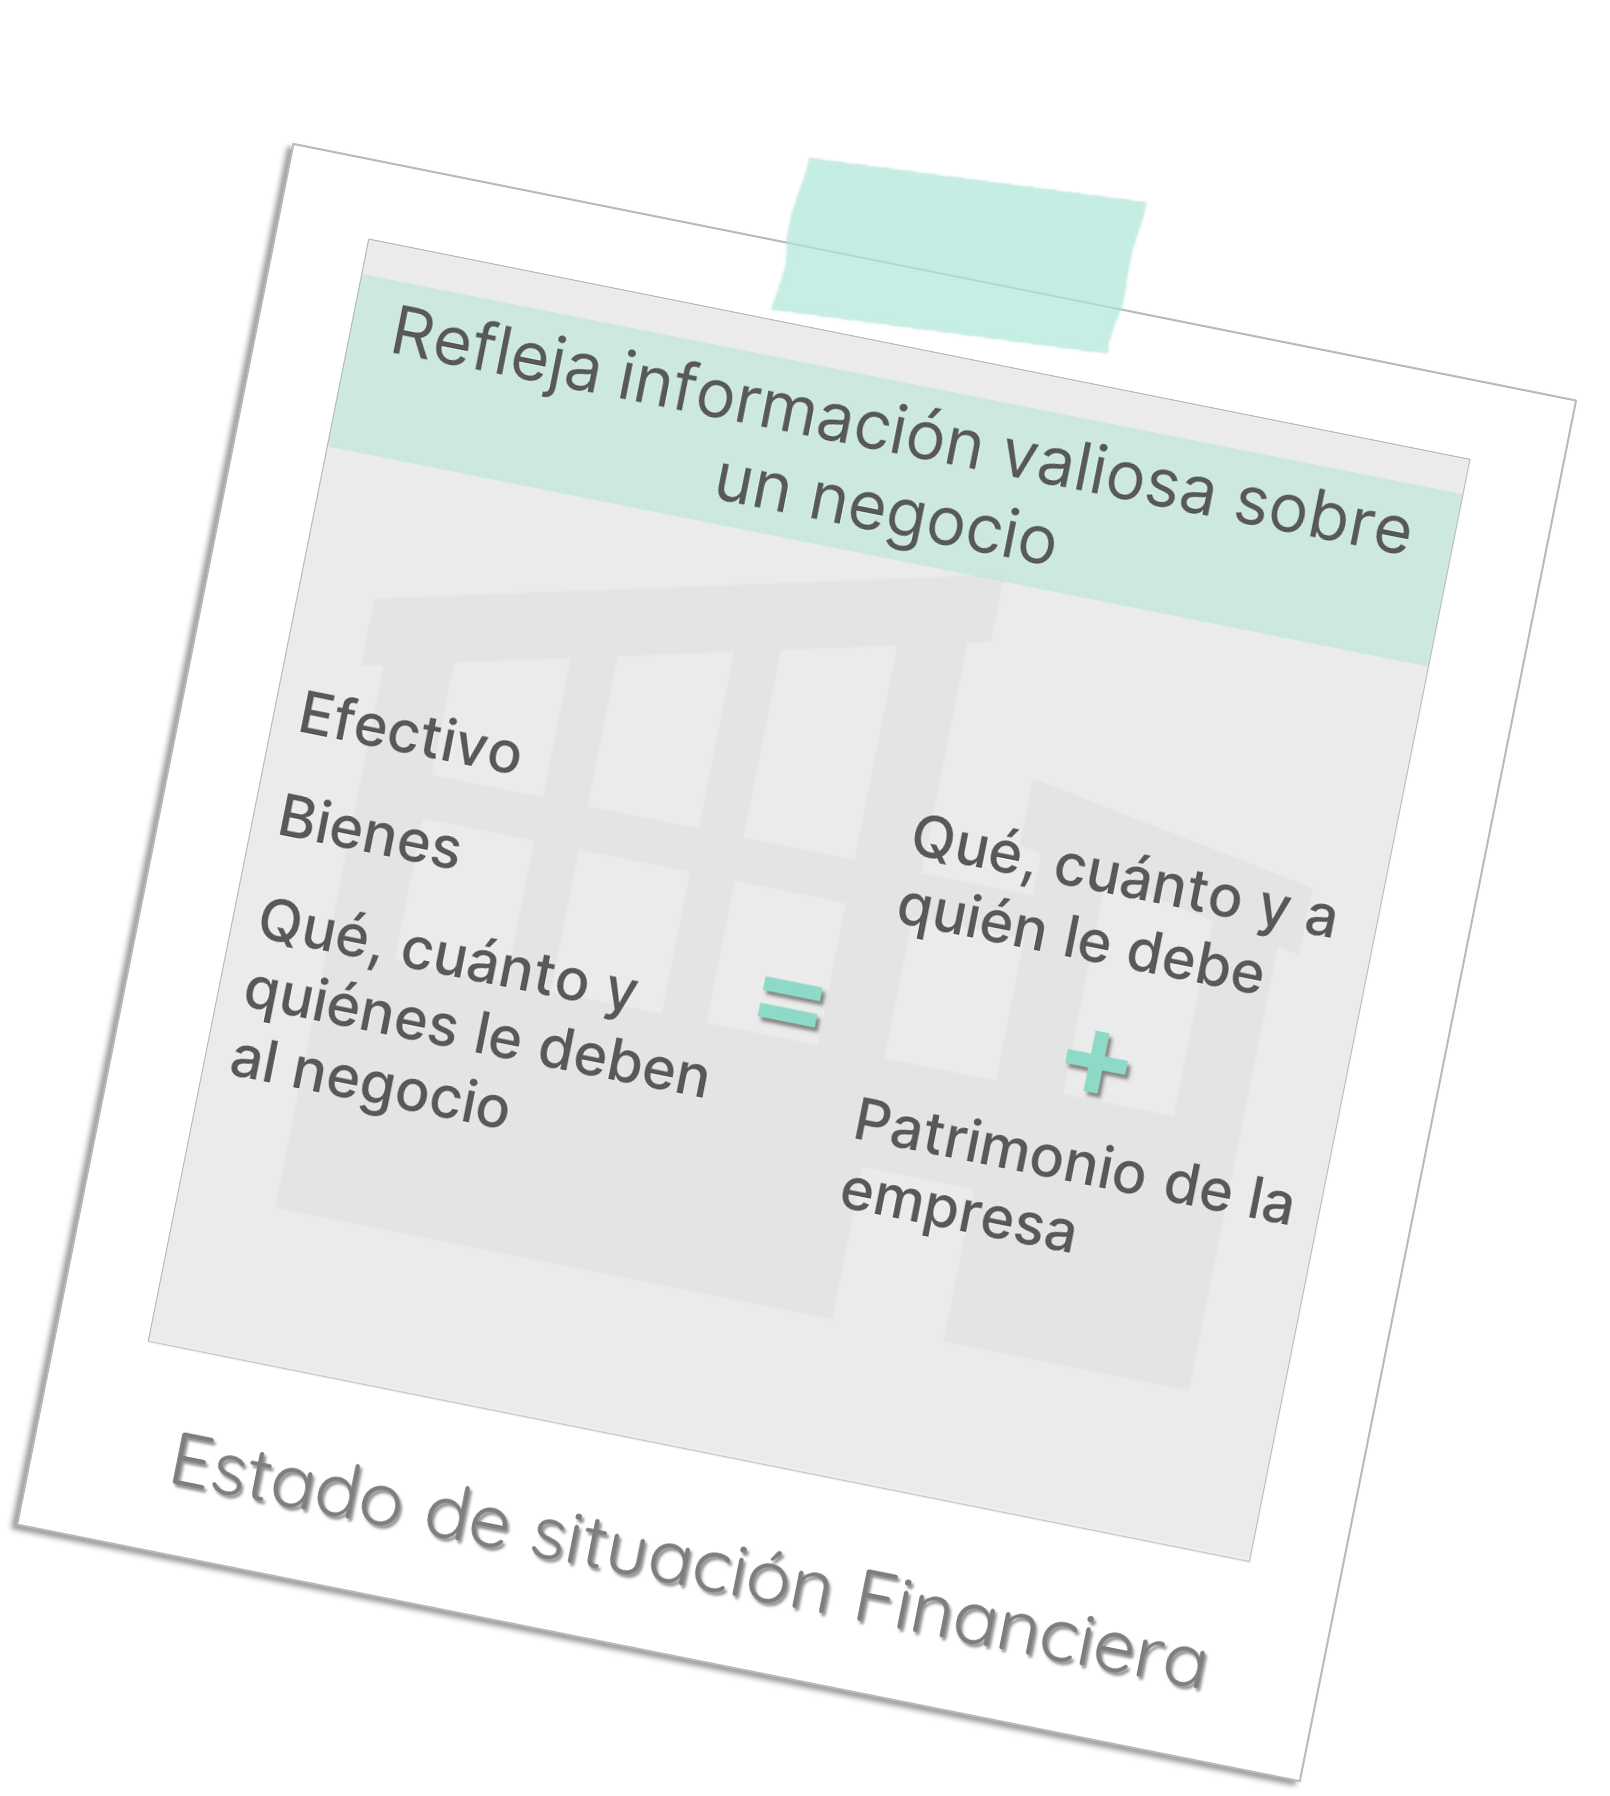 Refleja información valiosa sobre
un negocio
Efectivo
Bienes
Qué, cuánto y
quiénes le deben
al negocio
=
Qué, cuánto y a
quién le debe
+
Patrimonio de la
empresa
Estado de situación Financiera